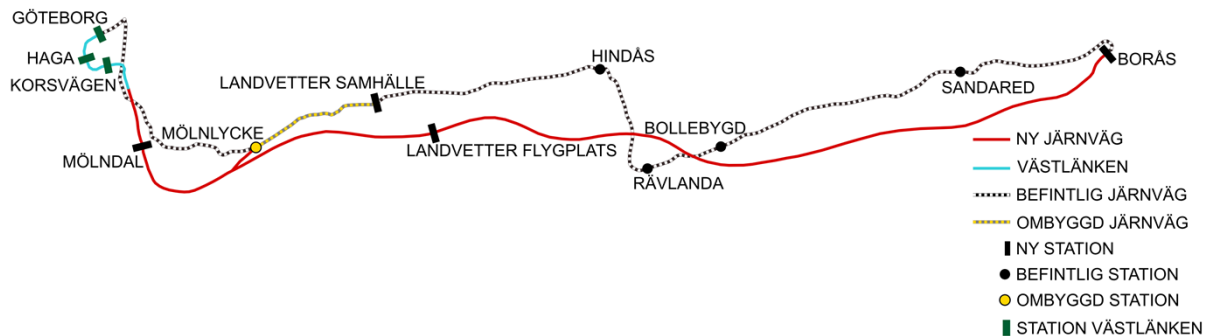 GÖTEBORG
HAGA
KORSVÄGEN
LANDVETTER SAMHÄLLE
HINDÅS
BORÅS
SANDARED
MÖLNLYCKE
BOLLEBYGD
MÖLNDAL
LANDVETTER FLYGPLATS
RÄVLANDA
NY JÄRNVÄG
VÄSTLÄNKEN
BEFINTLIG JÄRNVÄG
OMBYGGD JÄRNVÄG
NY STATION
BEFINTLIG STATION
OMBYGGD STATION
STATION VÄSTLÄNKEN